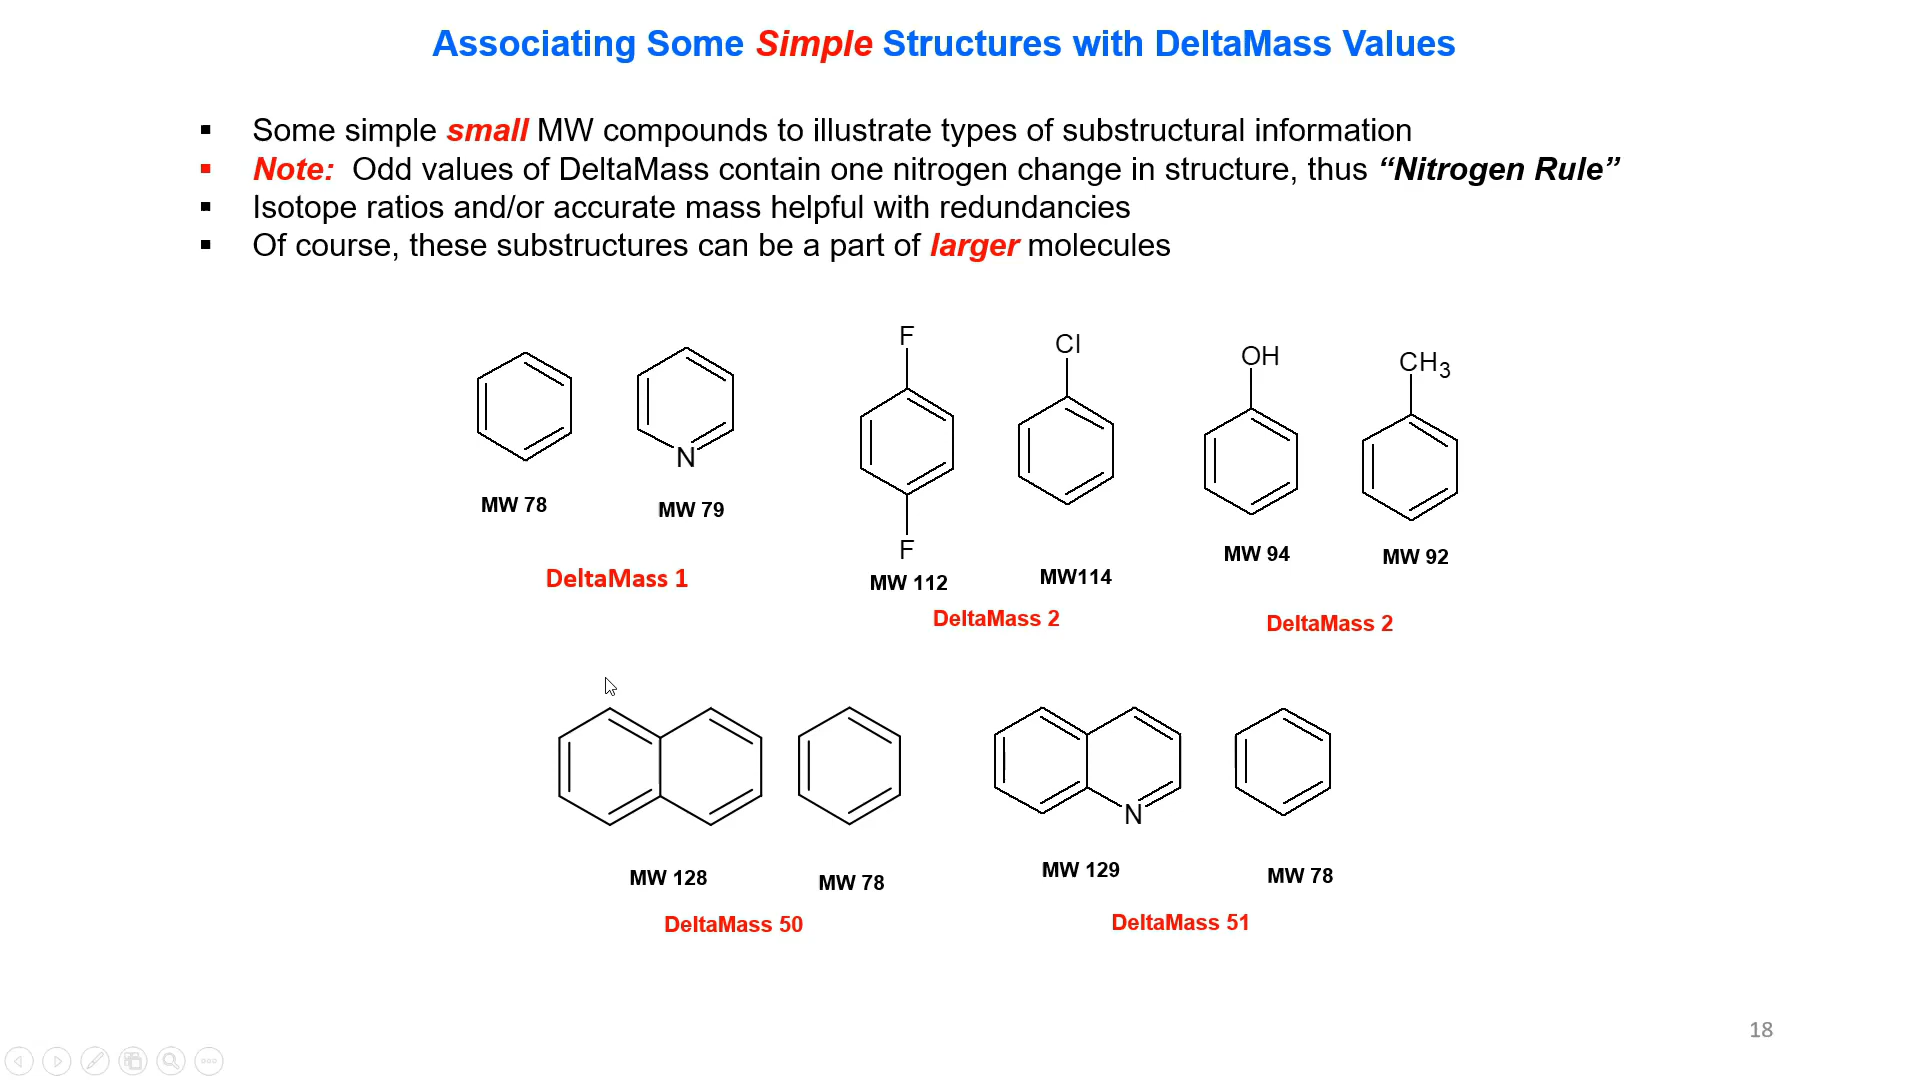 Associating Some Simple Structures with DeltaMass Values
▪ Some simple small MW compounds to illustrate types of substructural information
▪ Note: Odd values of DeltaMass contain one nitrogen change in structure, thus “Nitrogen Rule”
▪ Isotope ratios and/or accurate mass helpful with redundancies
▪ Of course, these substructures can be a part of larger molecules
F
Cl
OH
CH3
N
F
MW 78
MW 79
MW 112
MW114
MW 94
MW 92
DeltaMass 1
DeltaMass 2
DeltaMass 2
N
MW 128
MW 78
MW 129
MW 78
DeltaMass 50
DeltaMass 51
18